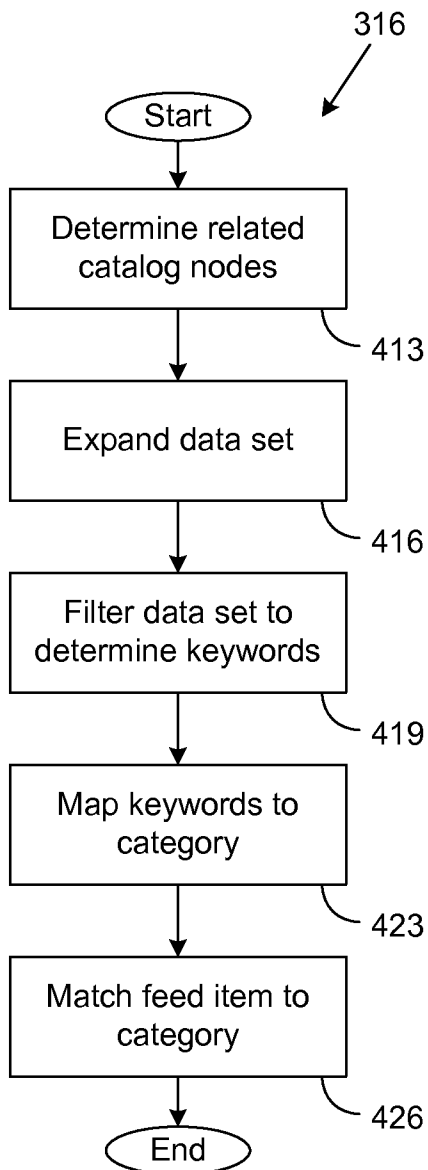 316
Start
Determine related
catalog nodes
413
Expand data set
416
Filter data set to
determine keywords
419
Map keywords to
category
423
Match feed item to
category
426
End